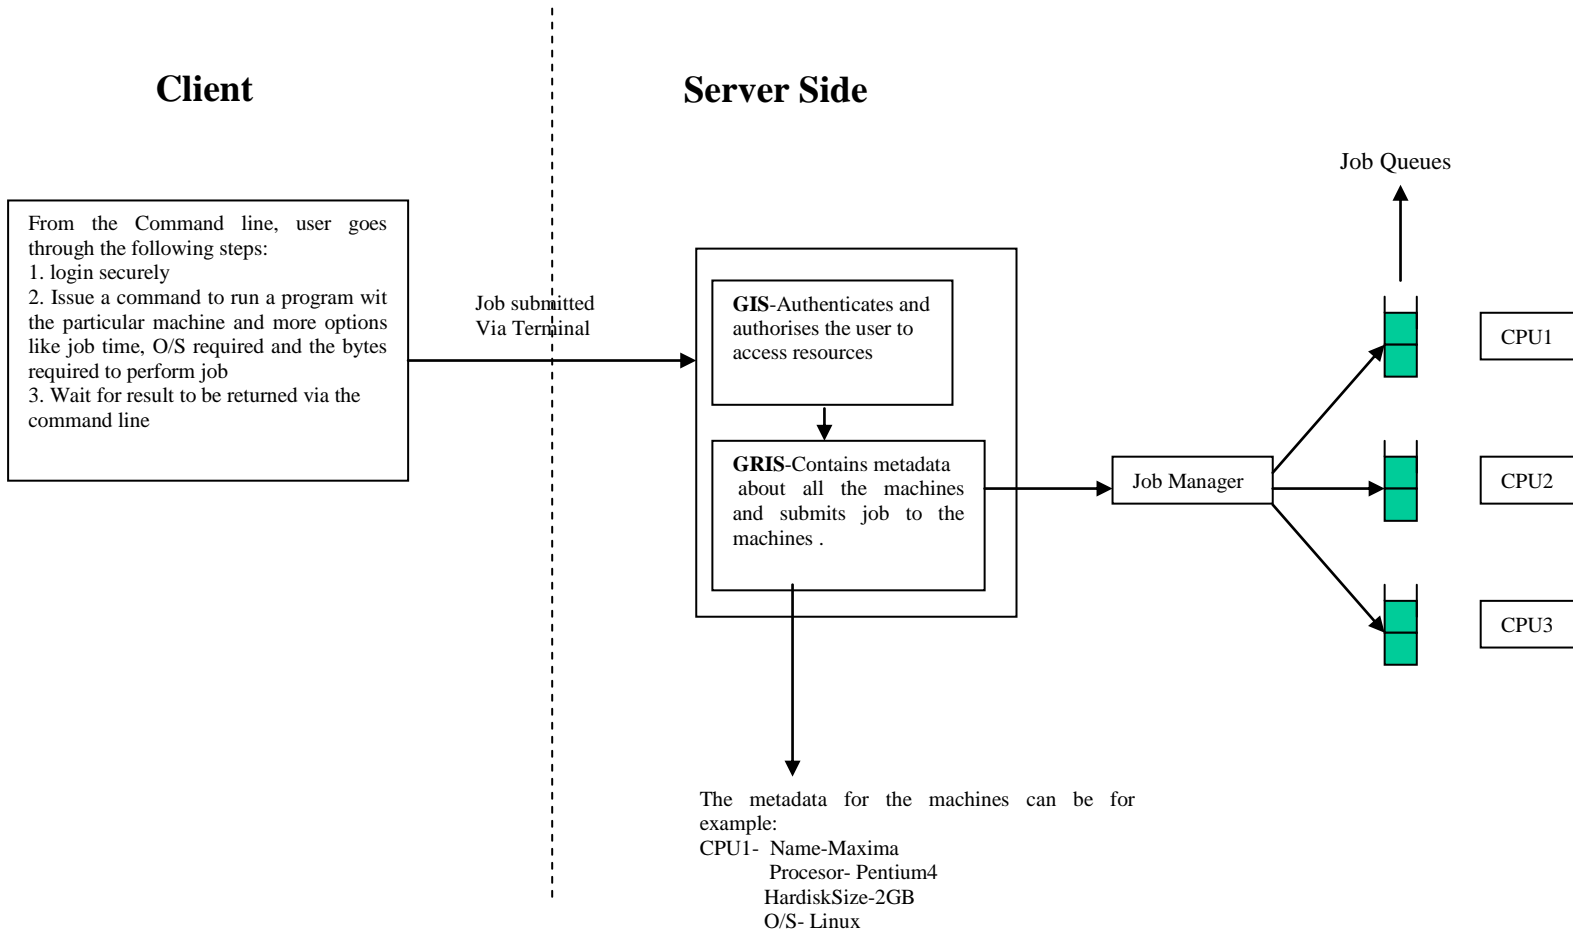 Client
Server Side
Job Queues
From the Command line, user goes
through the following steps:
1. login securely
2. Issue a command to run a program wit
the particular machine and more options
like job time, O/S required and the bytes
required to perform job
3. Wait for result to be returned via the
command line
Job submitted
Via Terminal
GIS-Authenticates and
authorises the user to
access resources
GRIS-Contains metadata
about all the machines
and submits job to the
machines .
Job Manager
CPU1
CPU2
CPU3
The metadata for the machines can be for
example:
CPU1- Name-Maxima
Procesor- Pentium4
HardiskSize-2GB
O/S- Linux